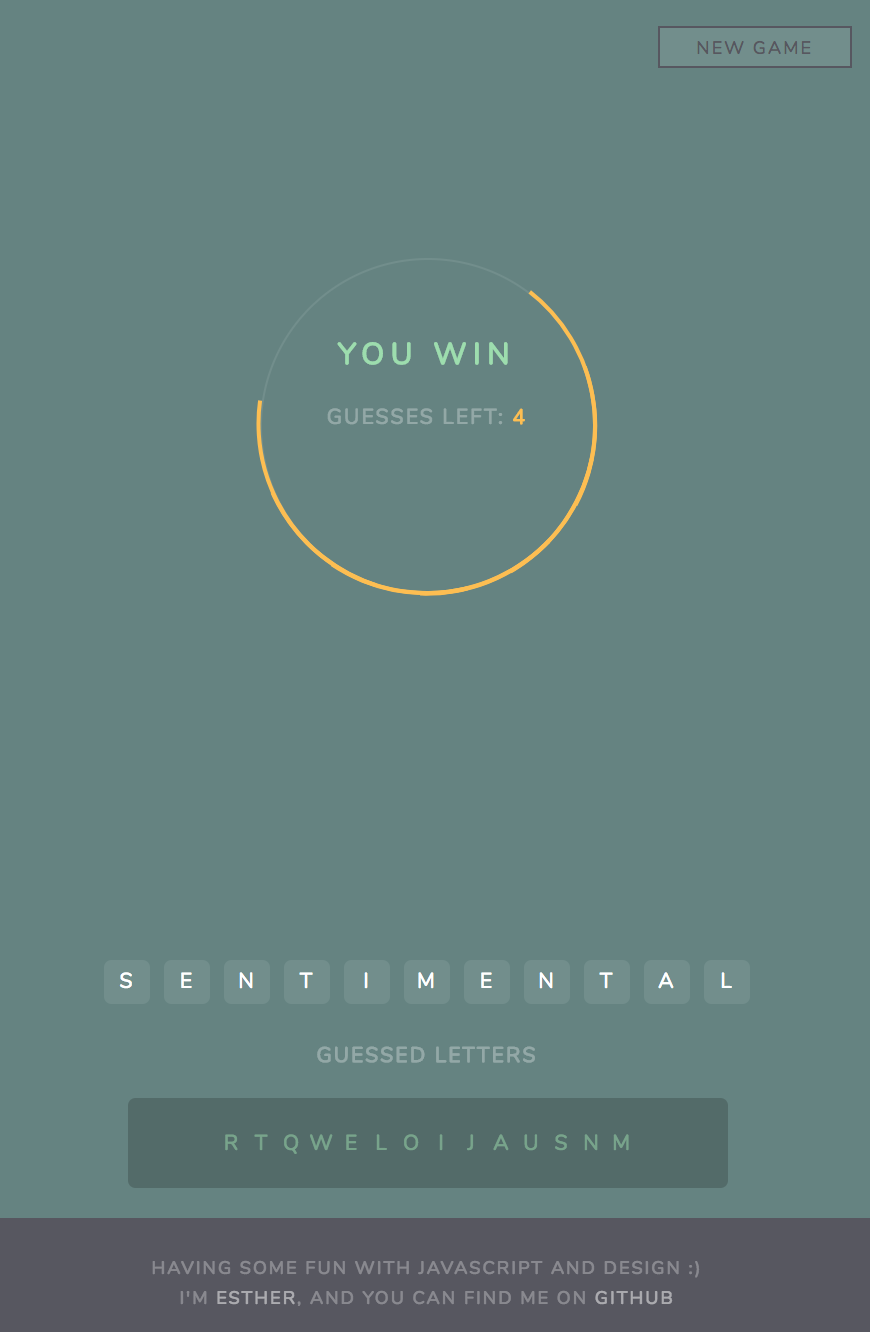 NEW GAME
YOU WIN
GUESSES LEFT: 4
S E N T I M E N T A L
GUESSED LETTERS
R T Q W E L O I J A U S N M
HAVING SOME FUN WITH JAVASCRIPT AND DESIGN :)
I'M ESTHER, AND YOU CAN FIND ME ON GITHUB